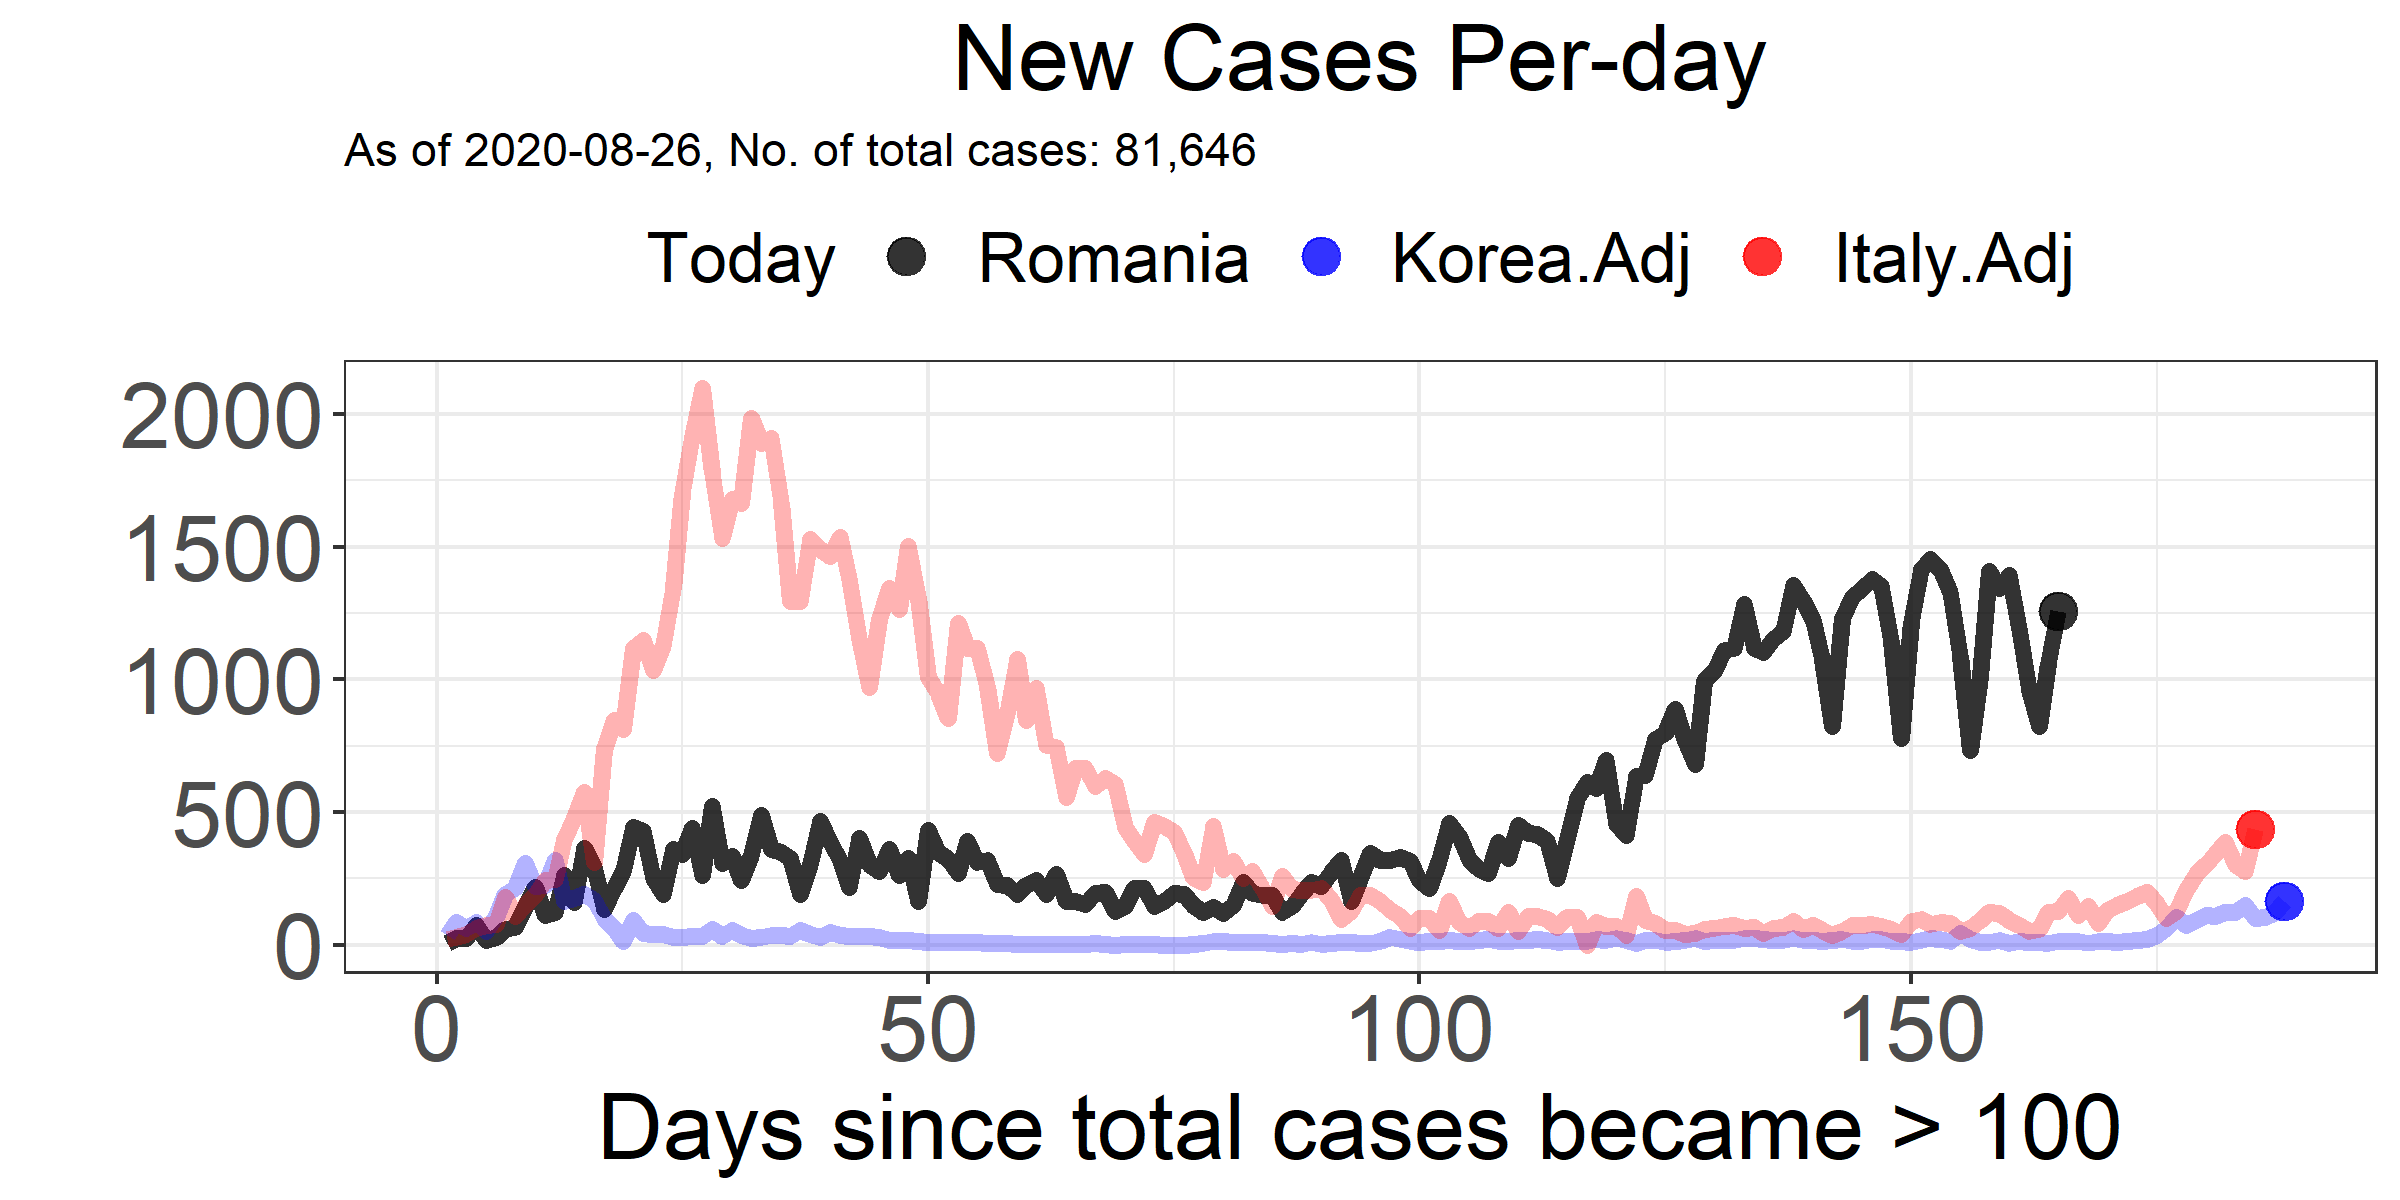 New Cases Per-day
As of 2020-08-26, No. of total cases: 81,646
Today Romania Korea.Adj Italy.Adj
2000
1500
1000
500
0
0 50 100 150
Days since total cases became > 100